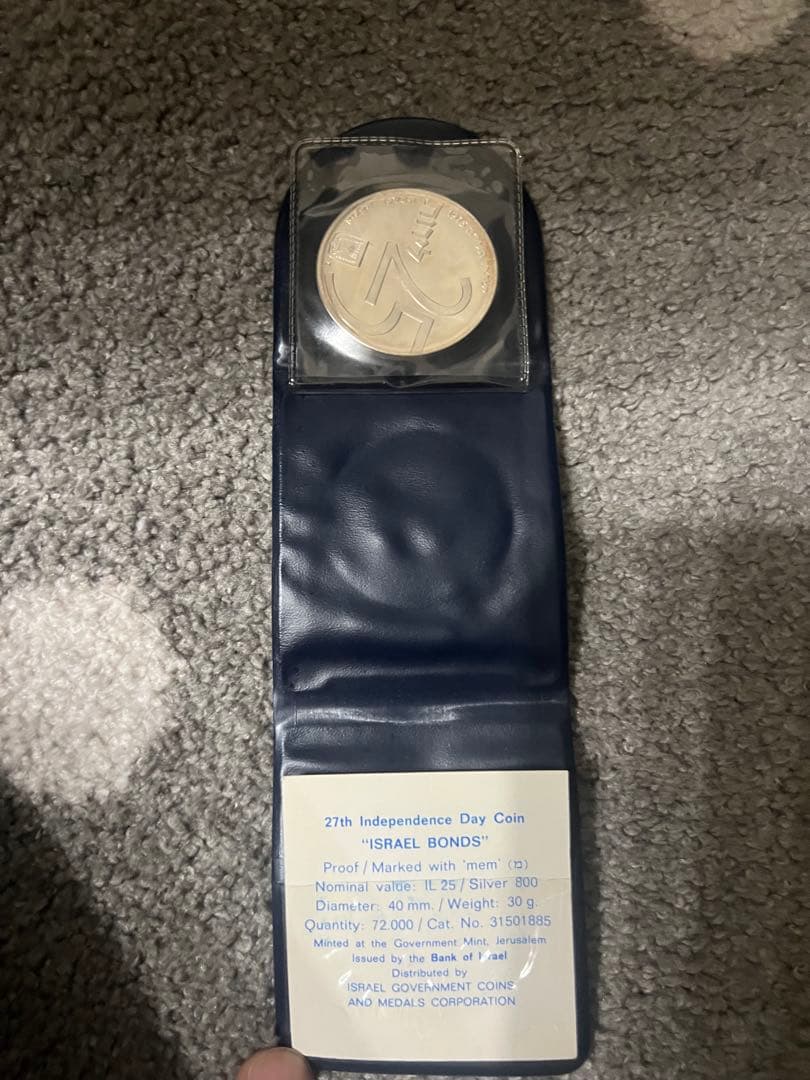 25
27th Independence Day Coin
"ISRAEL BONDS"
Proof / Marked with 'mem' (מ)
Nominal value: IL 25 / Silver 800
Diameter: 40 mm. / Weight: 30 g.
Quantity: 72.000 / Cat. No. 31501885
Minted at the Government Mint, Jerusalem
Issued by the Bank of Israel
Distributed by
ISRAEL GOVERNMENT COINS
AND MEDALS CORPORATION